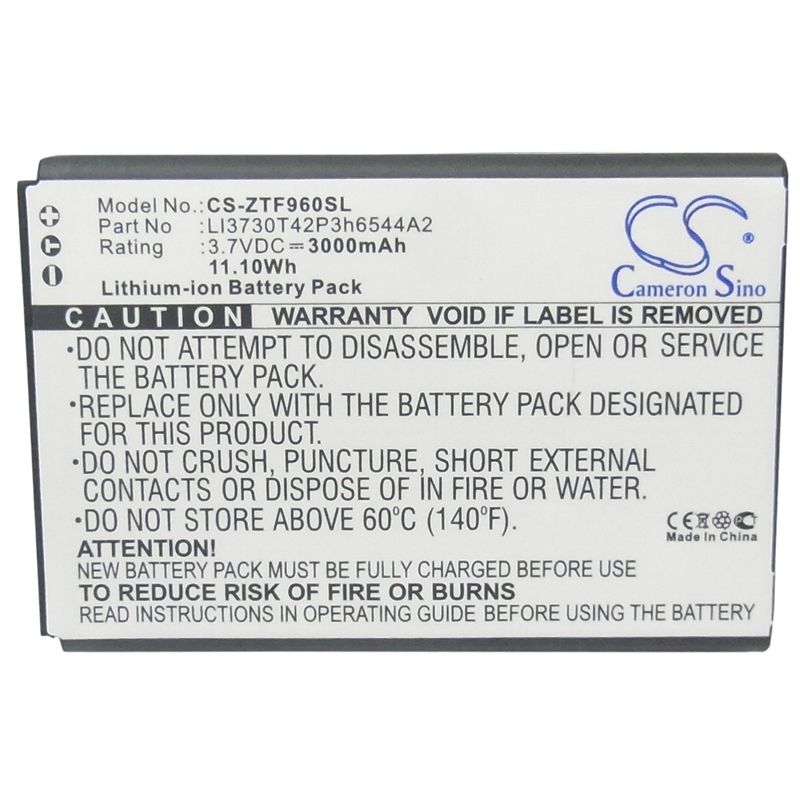 Model No.: CS-ZTF960SL
LI3730T42P3h6544A2
Rating: 3.7VDC 3000mAh
11.10Wh
Lithium-ion Battery Pack
CS®
Cameron Sino
CAUTION WARRANTY VOID IF LABEL IS REMOVED
•DO NOT ATTEMPT TO DISASSEMBLE, OPEN OR SERVICE
THE BATTERY PACK.
•REPLACE ONLY WITH THE BATTERY PACK DESIGNATED
FOR THIS PRODUCT.
•DO NOT CRUSH, PUNCTURE, SHORT EXTERNAL
CONTACTS OR DISPOSE OF IN FIRE OR WATER.
•DO NOT STORE ABOVE 60ºC (140ºF).
CE
Made In China
ATTENTION:
NEW BATTERY PACK MUST BE FULLY CHARGED BEFORE USE.
TO REDUCE RISK OF FIRE OR BURNS
READ INSTRUCTIONS IN OPERATING GUIDE BEFORE USING THE BATTERY.